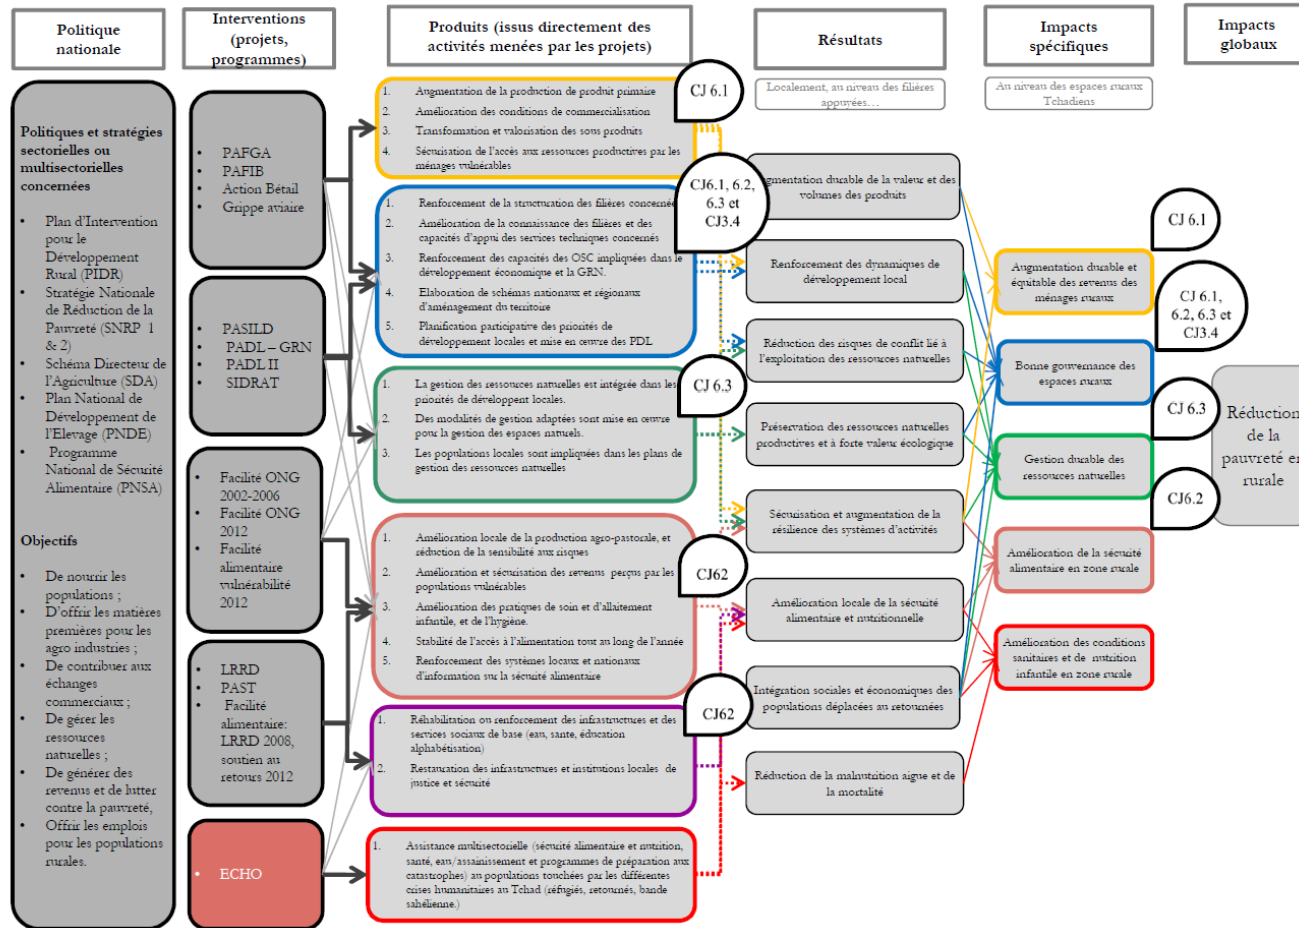 Politique
nationale
Interventions
(projets,
programmes)
Produits (issus directement des
activités menées par les projets)
Résultats
Impacts
spécifiques
Impacts
globaux
Localement, au niveau des filières
appuyées…
Au niveau des espaces ruraux
Tchadiens
Politiques et stratégies
sectorielles ou
multisectorielles
concernées
• Plan d’Intervention
pour le
Développement
Rural (PIDR)
• Stratégie Nationale
de Réduction de la
Pauvreté (SNRP 1
& 2)
• Schéma Directeur de
l’Agriculture (SDA)
• Plan National de
Développement de
l’Elevage (PNDE)
• Programme
National de Sécurité
Alimentaire (PNSA)
Objectifs
• De nourrir les
populations ;
• D’offrir les matières
premières pour les
agro industries ;
• De contribuer aux
échanges
commerciaux ;
• De gérer les
ressources
naturelles ;
• De générer des
revenus et de lutter
contre la pauvreté,
• Offrir les emplois
pour les populations
rurales.
• PAFGA
• PAFIB
• Action Bétail
• Grippe aviaire
• PASILD
• PADL – GRN
• PADL II
• SIDRAT
• Facilité ONG
2002-2006
• Facilité ONG
2012
• Facilité
alimentaire
vulnérabilité
2012
• LRRD
• PAST
• Facilité
alimentaire:
LRRD 2008,
soutien au
retours 2012
• ECHO
1. Augmentation de la production de produit primaire
2. Amélioration des conditions de commercialisation
3. Transformation et valorisation des sous produits
4. Sécurisation de l’accès aux ressources productives par les
ménages vulnérables
CJ 6.1
1. Renforcement de la structuration des filières concerné
2. Amélioration de la connaissance des filières et des
capacités d’appui des services techniques concernés
3. Renforcement des capacités des OSC impliquées dans le
développement économique et la GRN.
4. Elaboration de schémas nationaux et régionaux
d’aménagement du territoire
5. Planification participative des priorités de
développement locales et mise en œuvre des PDL
CJ6.1, 6.2,
6.3 et
CJ3.4
1. La gestion des ressources naturelles est intégrée dans les
priorités de dévelopment locales.
2. Des modalités de gestion adaptées sont mise en œuvre
pour la gestion des espaces naturels.
3. Les populations locales sont impliquées dans les plans de
gestion des ressources naturelles
CJ 6.3
1. Amélioration locale de la production agro-pastorale, et
réduction de la sensibilité aux risques
2. Amélioration et sécurisation des revenus perçus par les
populations vulnérables
3. Amélioration des pratiques de soin et d’allaitement
infantile, et de l’hygiène.
4. Stabilité de l’accès à l’alimentation tout au long de l’année
5. Renforcement des systèmes locaux et nationaux
d’information sur la sécurité alimentaire
CJ62
1. Réhabilitation ou renforcement des infrastructures et des
services sociaux de base (eau, sante, éducation
alphabétisation)
2. Restauration des infrastructures et institutions locales de
justice et sécurité
CJ62
1. Assistance multisectorielle (sécurité alimentaire et nutrition,
santé, eau/assainissement et programmes de préparation aux
catastrophes) au populations touchées par les différentes
crises humanitaires au Tchad (réfugiés, retournés, bande
sahélienne.)
gmentation durable de la valeur et des
volumes des produits
Renforcement des dynamiques de
développement local
Réduction des risques de conflit lié à
l’exploitation des ressources naturelles
Préservation des ressources naturelles
productives et à forte valeur écologique
Sécurisation et augmentation de la
résilience des systèmes d’activités
Amélioration locale de la sécurité
alimentaire et nutritionnelle
Intégration sociales et économiques des
populations déplacées au retournées
Réduction de la malnutrition aigue et de
la mortalité
CJ 6.1
Augmentation durable et
équitable des revenus des
ménages ruraux
CJ 6.1,
6.2, 6.3 et
CJ3.4
Bonne gouvernance des
espaces ruraux
CJ 6.3
Gestion durable des
ressources naturelles
CJ6.2
Amélioration de la sécurité
alimentaire en zone rurale
Amélioration des conditions
sanitaires et de nutrition
infantile en zone rurale
Réduction
de la
pauvreté en
rurale